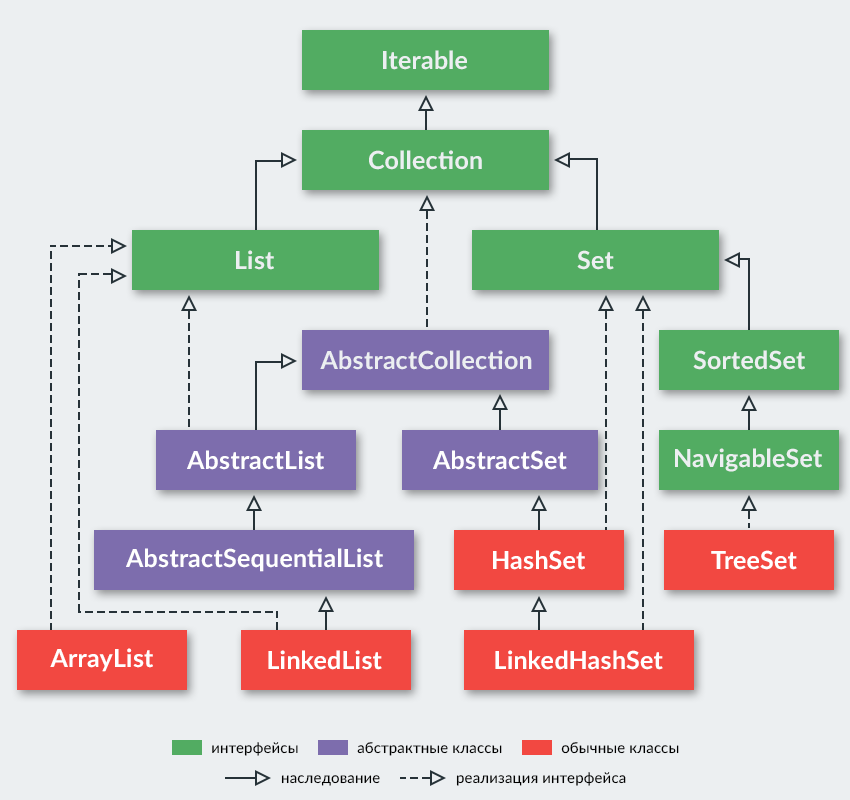 Iterable
Collection
List
Set
AbstractCollection
SortedSet
AbstractList
AbstractSet
NavigableSet
AbstractSequentialList
HashSet
TreeSet
ArrayList
LinkedList
LinkedHashSet
интерфейсы абстрактные классы обычные классы
наследование реализация интерфейса